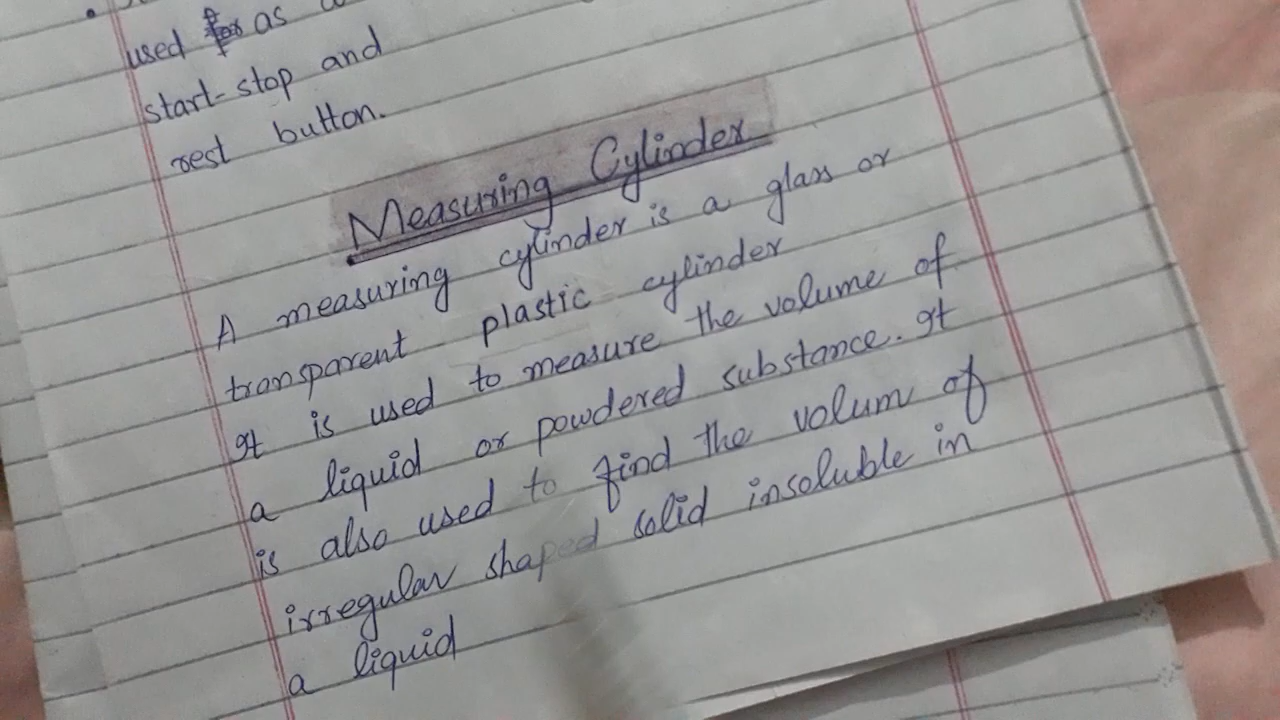 used as
start-stop and
rest button.
Measuring Cylinder
A measuring cylinder is a glass or
transparent plastic cylinder
It is used to measure the volume of
a liquid or powdered substance. It
is also used to find the volum of
irregular shaped solid insoluble in
a liquid